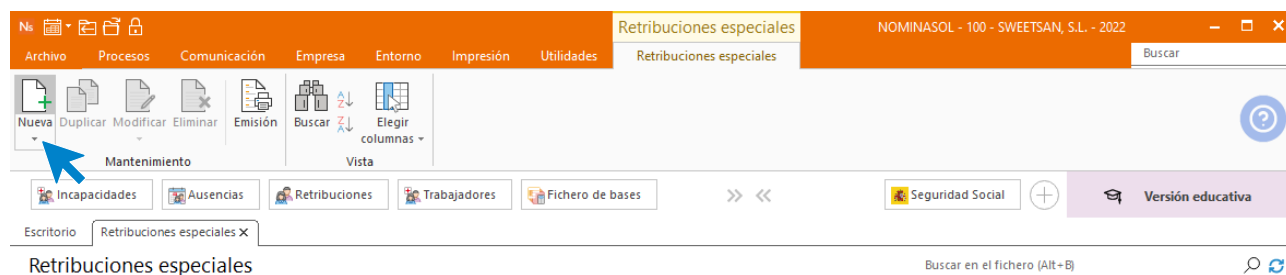 Ns Retribuciones especiales NOMINASOL - 100 - SWEETSAN, S.L. - 2022
Archivo Procesos Comunicación Empresa Entorno Impresión Utilidades Retribuciones especiales Buscar
Nueva Duplicar Modificar Eliminar Emisión Buscar A Z Z A Elegir columnas
Mantenimiento Vista
Incapacidades Ausencias Retribuciones Trabajadores Fichero de bases Seguridad Social Versión educativa
Escritorio Retribuciones especiales X
Retribuciones especiales Buscar en el fichero (Alt+B)